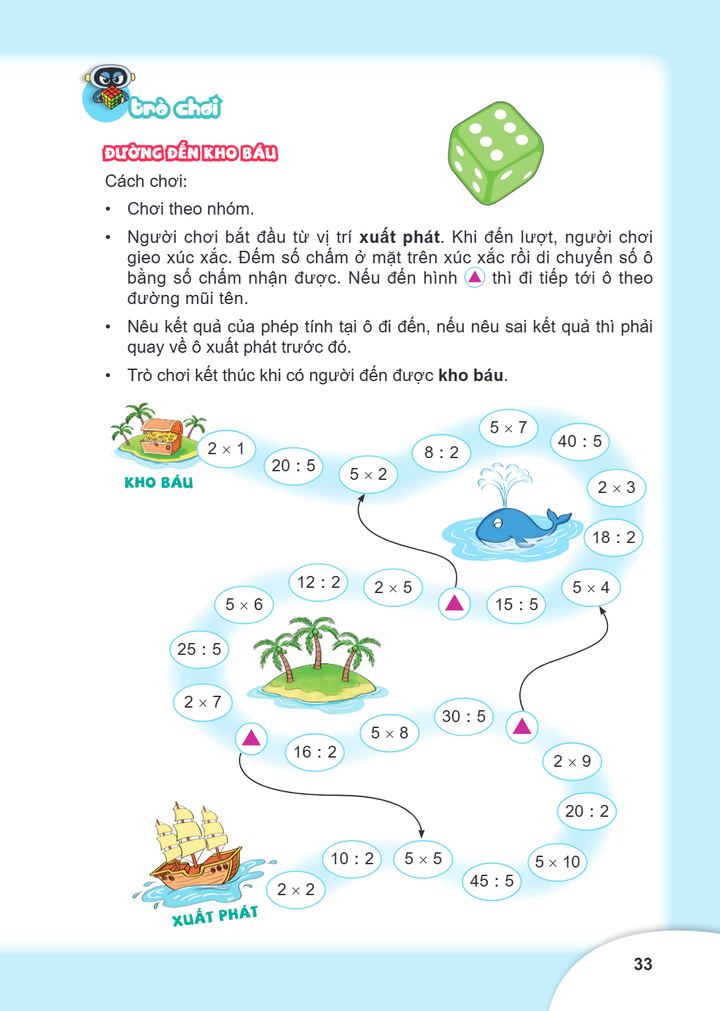 trò chơi
ĐƯỜNG ĐẾN KHO BÁU
Cách chơi:
• Chơi theo nhóm.
• Người chơi bắt đầu từ vị trí xuất phát. Khi đến lượt, người chơi
gieo xúc xắc. Đếm số chấm ở mặt trên xúc xắc rồi di chuyển số ô
bằng số chấm nhận được. Nếu đến hình thì đi tiếp tới ô theo
đường mũi tên.
• Nêu kết quả của phép tính tại ô đi đến, nếu nêu sai kết quả thì phải
quay về ô xuất phát trước đó.
• Trò chơi kết thúc khi có người đến được kho báu.
KHO BÁU
2 × 1
20 : 5
5 × 2
8 : 2
5 × 7
40 : 5
2 × 3
18 : 2
5 × 4
15 : 5
2 × 5
12 : 2
5 × 6
25 : 5
2 × 7
16 : 2
5 × 8
30 : 5
2 × 9
20 : 2
5 × 10
45 : 5
5 × 5
10 : 2
2 × 2
XUẤT PHÁT
33